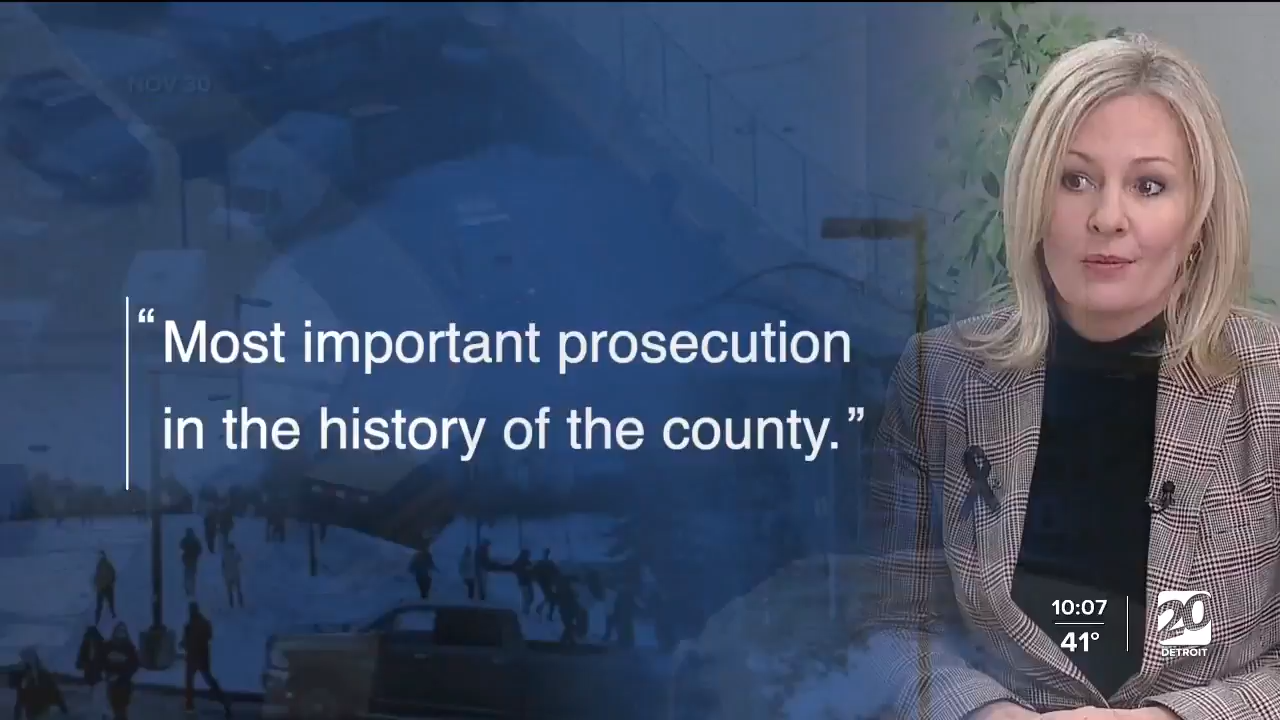 NOV 30
“Most important prosecution
in the history of the county.”
10:07
41°
20
DETROIT